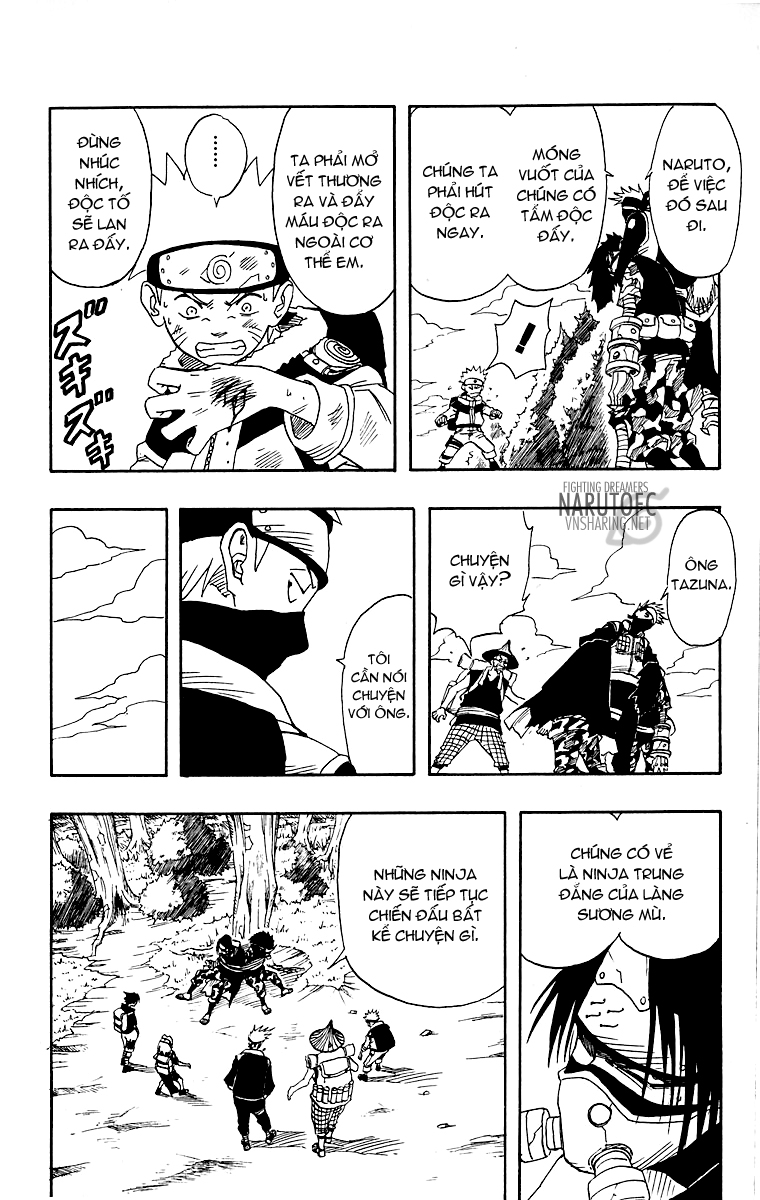 NARUTO,
ĐỂ VIỆC
ĐÓ SAU
ĐI.
MÓNG
VUỐT CỦA
CHÚNG CÓ
TẨM ĐỘC
ĐẤY.
CHÚNG TA
PHẢI HÚT
ĐỘC RA
NGAY.
!
TA PHẢI MỞ
VẾT THƯƠNG
RA VÀ ĐẨY
MÁU ĐỘC RA
NGOÀI CƠ
THỂ EM.
......
ĐỪNG
NHÚC
NHÍCH,
ĐỘC TỐ
SẼ LAN
RA ĐẤY.
ズキズキ
FIGHTING DREAMERS
NARUTOFC
VNSHARING.NET
ÔNG
TAZUNA.
CHUYỆN
GÌ VẬY?
TÔI
CẦN NÓI
CHUYỆN
VỚI ÔNG.
CHÚNG CÓ VẺ
LÀ NINJA TRUNG
ĐẲNG CỦA LÀNG
SƯƠNG MÙ.
NHỮNG NINJA
NÀY SẼ TIẾP TỤC
CHIẾN ĐẤU BẤT
KỂ CHUYỆN GÌ.